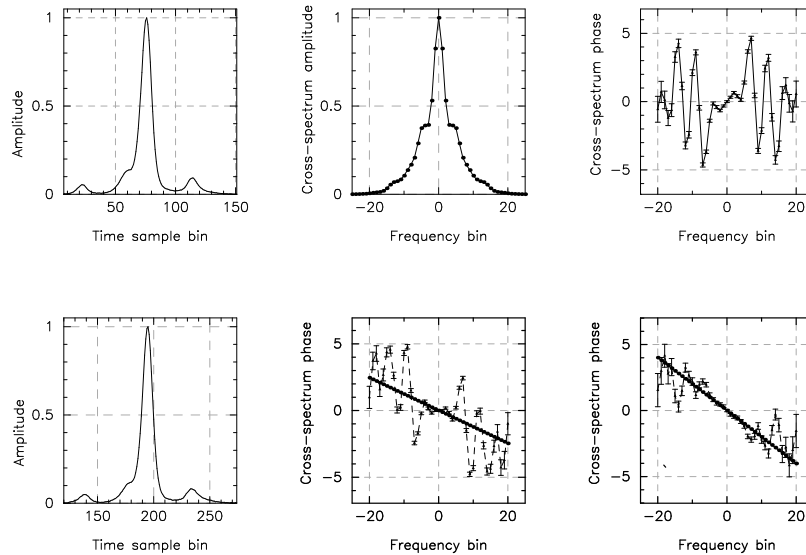 1
0.5
0
Amplitude
50 100 150
Time sample bin
1
0.5
0
Cross-spectrum amplitude
-20 0 20
Frequency bin
5
0
-5
Cross-spectrum phase
-20 0 20
Frequency bin
1
0.5
0
Amplitude
150 200 250
Time sample bin
5
0
-5
Cross-spectrum phase
-20 0 20
Frequency bin
5
0
-5
Cross-spectrum phase
-20 0 20
Frequency bin